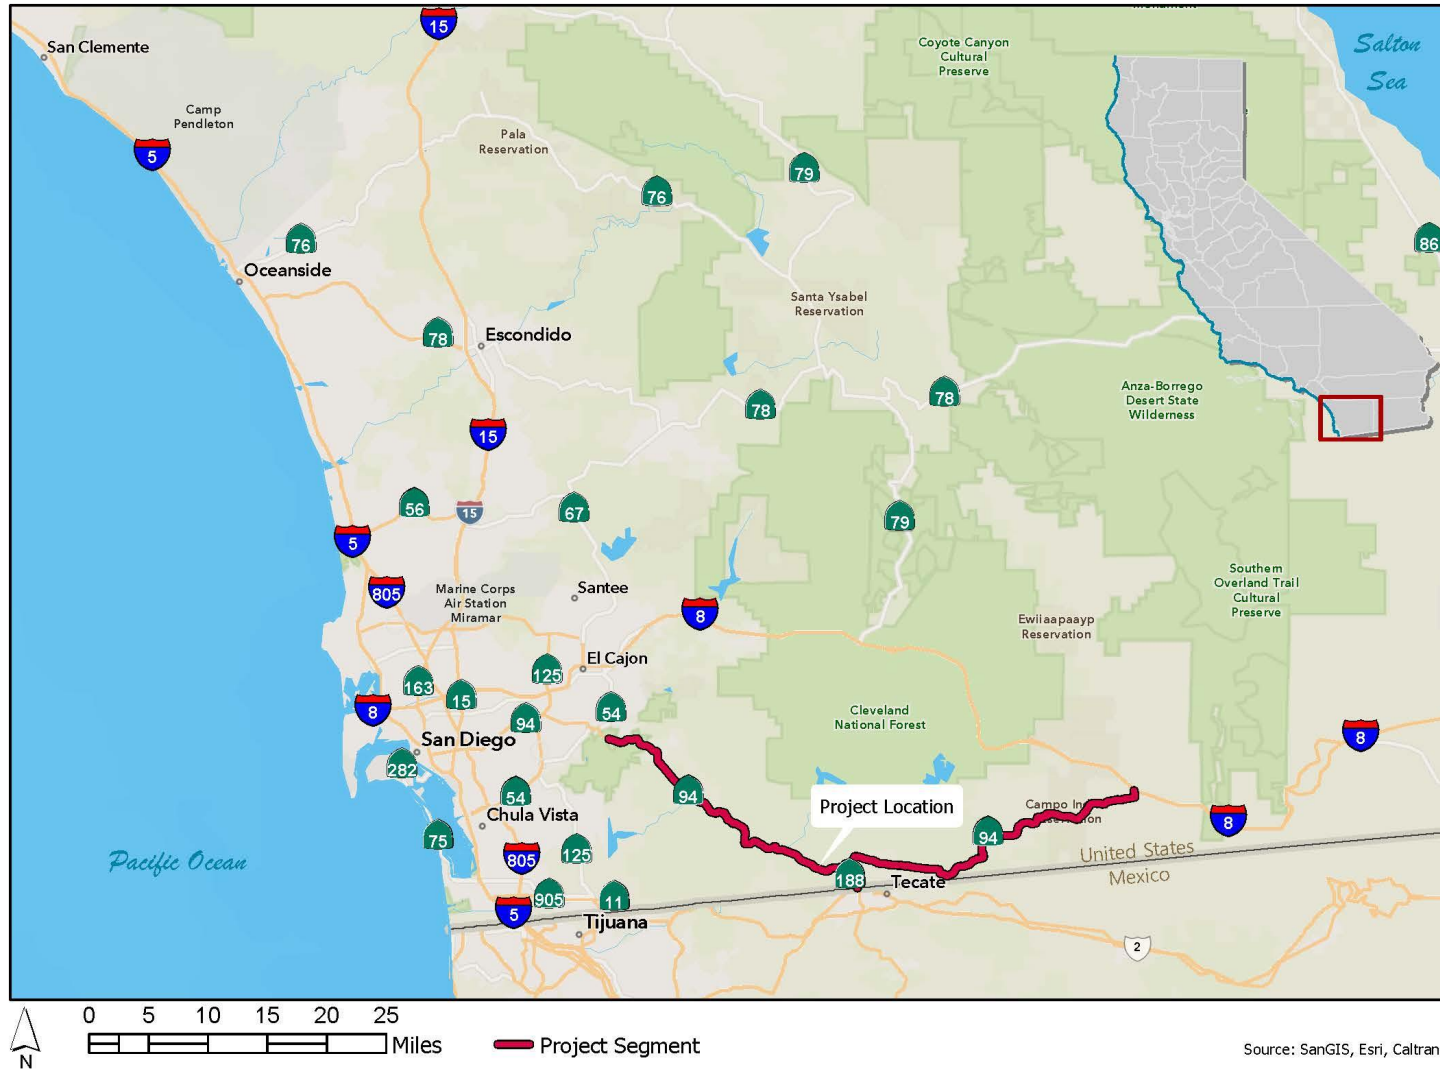 15
San Clemente
Coyote Canyon
Cultural
Preserve
Salton
Sea
Camp
Pendleton
5
Pala
Reservation
79
76
76
86
Oceanside
Santa Ysabel
Reservation
78
Escondido
Anza-Borrego
Desert State
Wilderness
78
78
15
56
15
67
79
5
Southern
Overland Trail
Cultural
Preserve
805
Marine Corps
Air Station
Miramar
Santee
8
Ewiiaapaayp
Reservation
El Cajon
125
163
15
54
8
94
Cleveland
National Forest
8
San Diego
282
54
94
Project Location
Campo In
Chula Vista
8
75
94
805
125
United States
Mexico
Pacific Ocean
188
Tecate
905
11
5
Tijuana
2
0 5 10 15 20 25
Miles
N
Project Segment
Source: SanGIS, Esri, Caltran